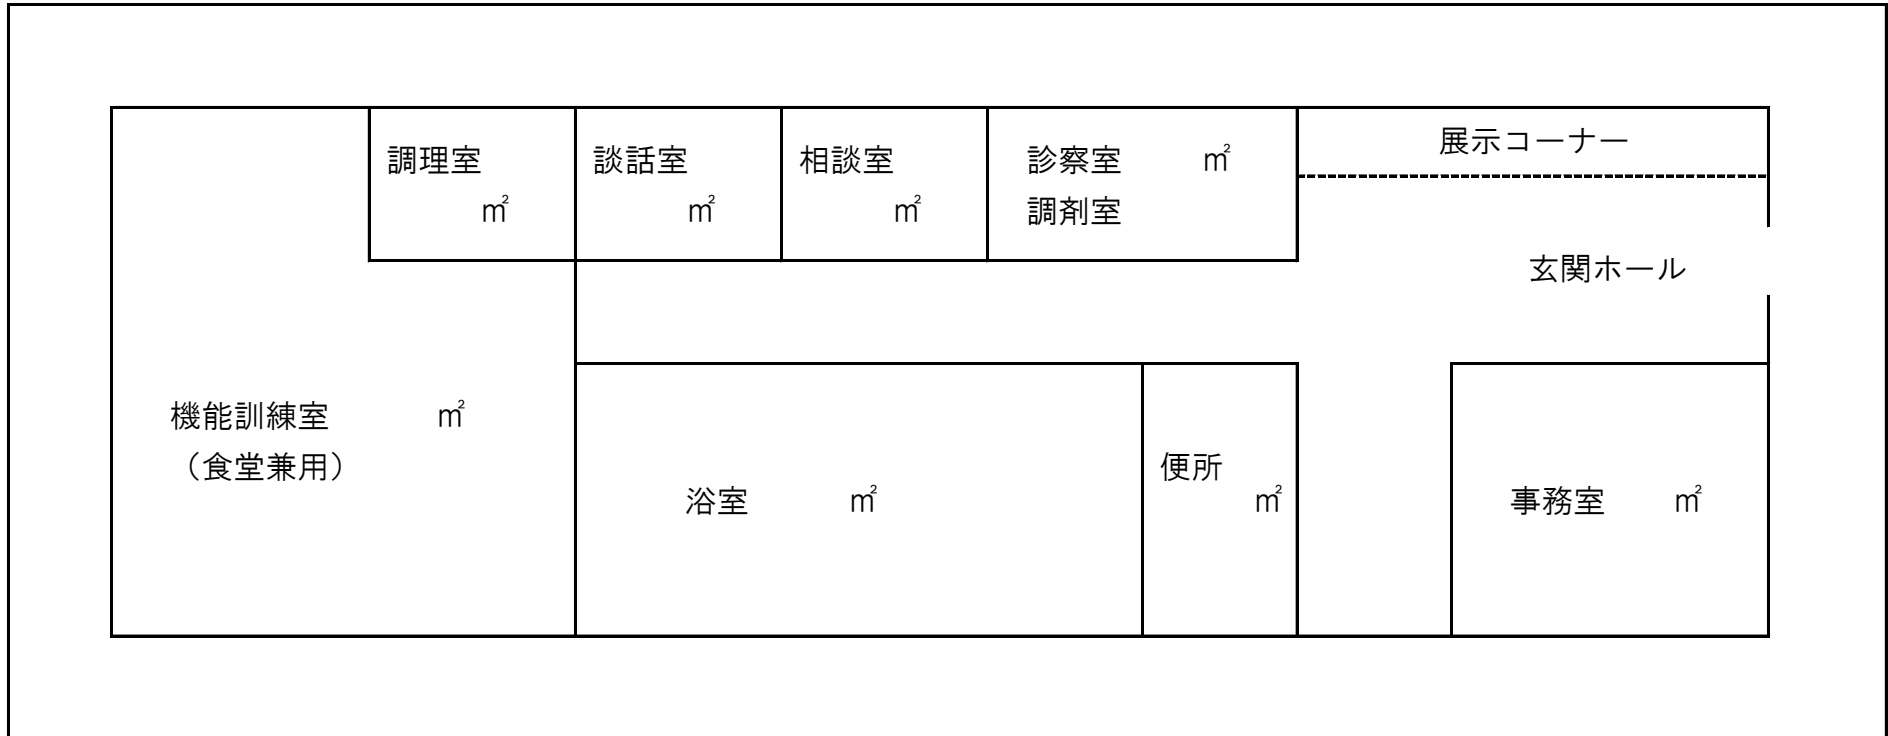 展示コーナー
調理室
㎡
談話室
㎡
相談室
㎡
診察室 ㎡
調剤室
玄関ホール
機能訓練室 ㎡
（食堂兼用）
浴室 ㎡
便所
㎡
事務室 ㎡